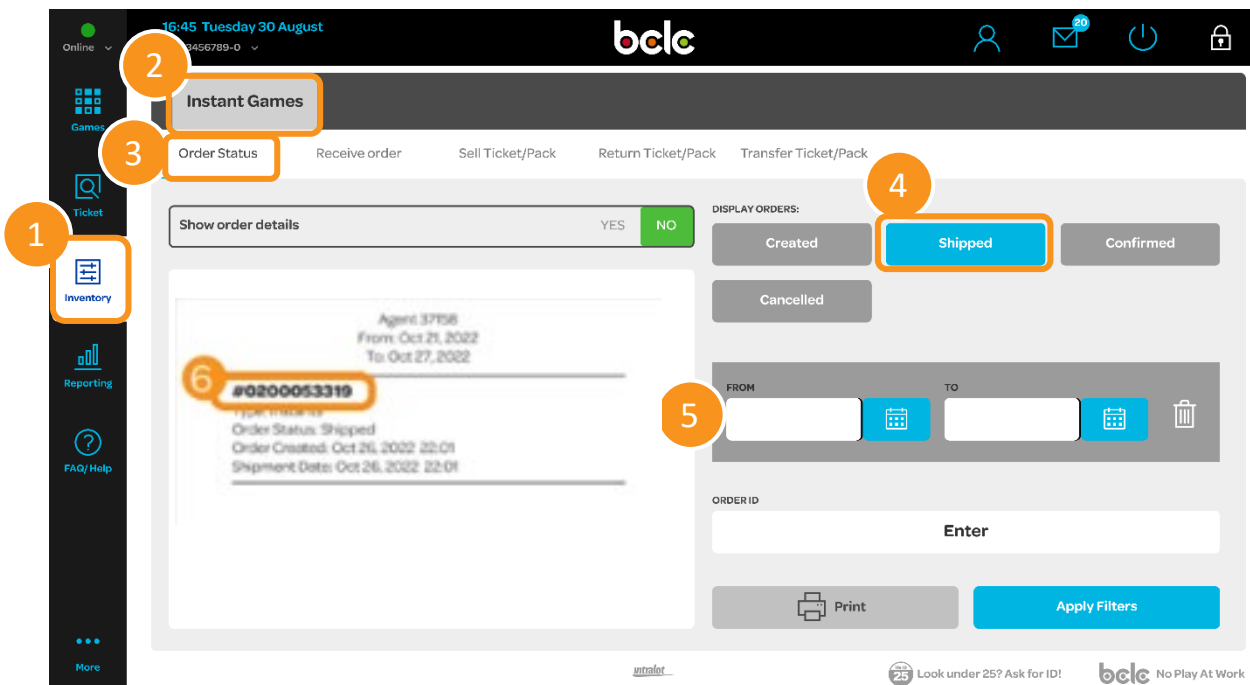 16:45 Tuesday 30 August
bclc
20
Online
3456789-0
2
Instant Games
Games
3
Order Status
Receive order
Sell Ticket/Pack
Return Ticket/Pack
Transfer Ticket/Pack
4
Ticket
1
Show order details
YES
NO
DISPLAY ORDERS:
Created
Shipped
Confirmed
Inventory
Cancelled
Agent 37158
From: Oct 21, 2022
To: Oct 27, 2022
6
#0200053319
Type: Instants
Order Status: Shipped
Order Created: Oct 26, 2022 22:01
Shipment Date: Oct 26, 2022 22:01
Reporting
5
FROM
TO
FAQ/Help
ORDER ID
Enter
Print
Apply Filters
More
intralot
25
Look under 25? Ask for ID!
bclc
No Play At Work